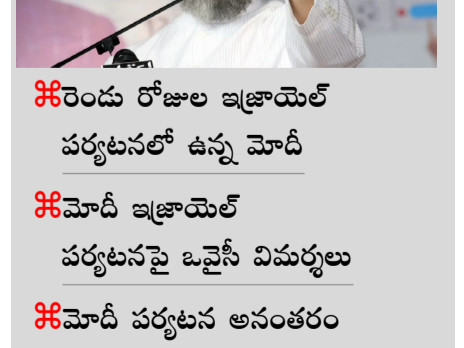 ⌘రెండు రోజుల ఇజ్రాయెల్
పర్యటనలో ఉన్న మోదీ
⌘మోదీ ఇజ్రాయెల్
పర్యటనపై ఒవైసీ విమర్శలు
⌘మోదీ పర్యటన అనంతరం